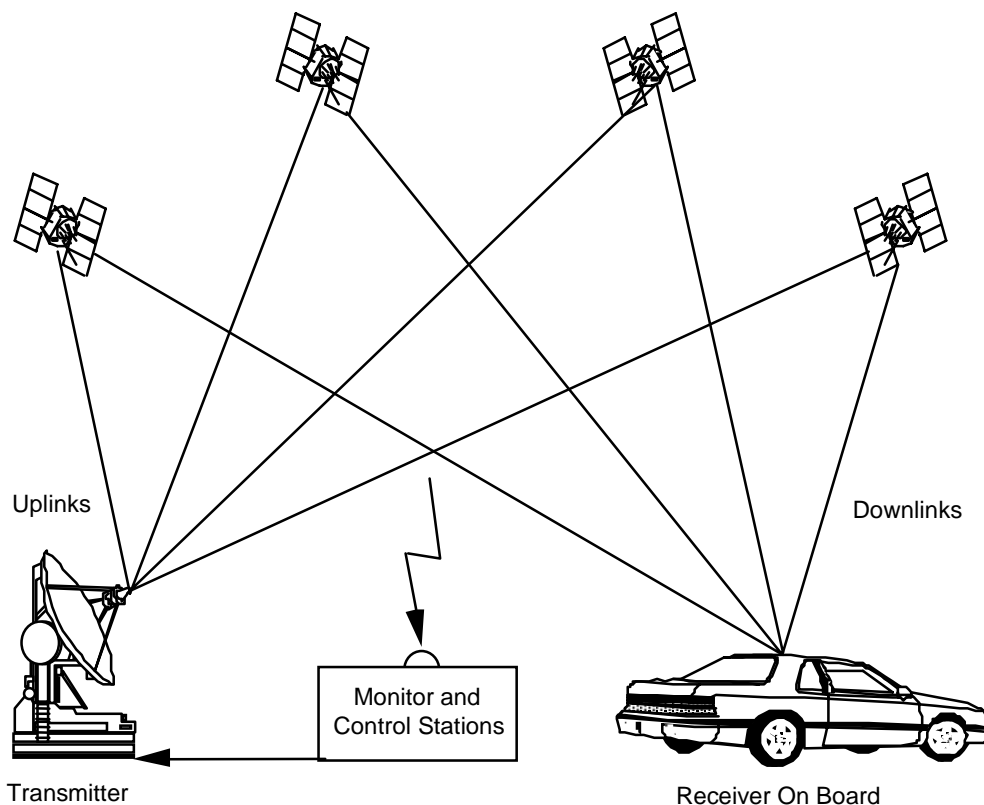 Uplinks
Downlinks
Monitor and
Control Stations
Transmitter
Receiver On Board